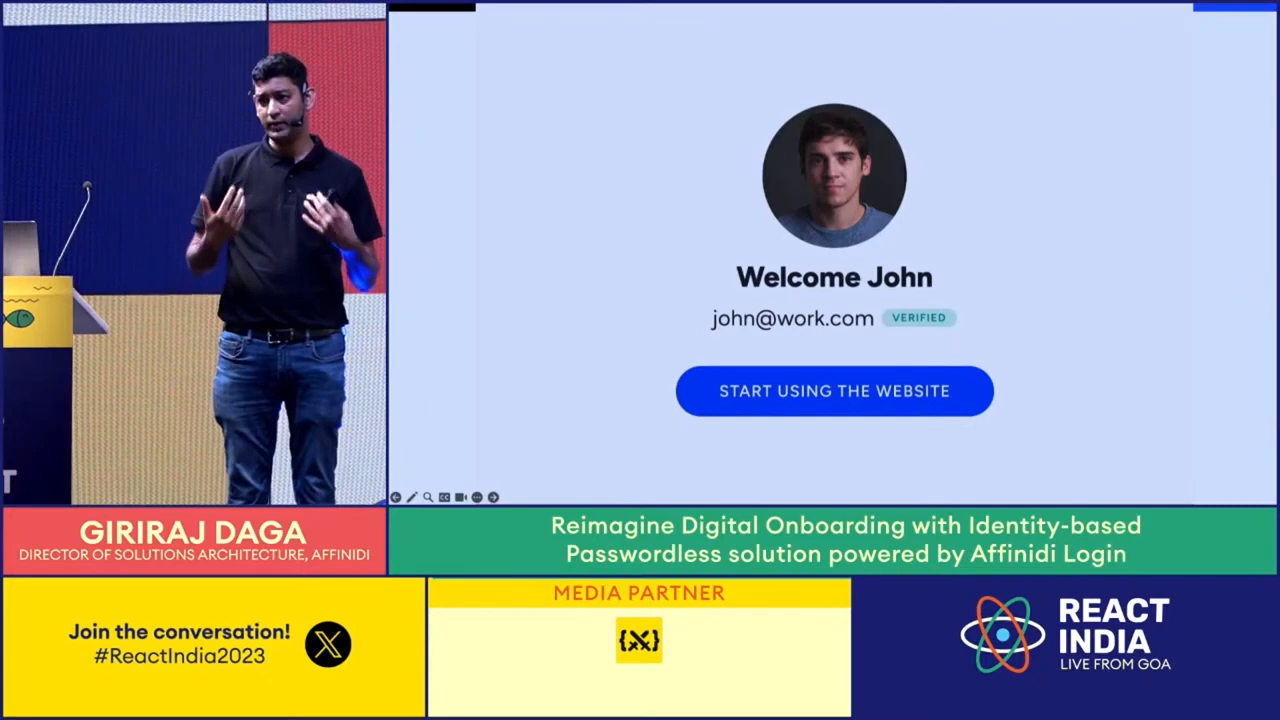 Welcome John
john@work.com VERIFIED
START USING THE WEBSITE
GIRIRAJ DAGA
DIRECTOR OF SOLUTIONS ARCHITECTURE, AFFINIDI
Reimagine Digital Onboarding with Identity-based
Passwordless solution powered by Affinidi Login
Join the conversation!
#ReactIndia2023
MEDIA PARTNER
REACT
INDIA
LIVE FROM GOA